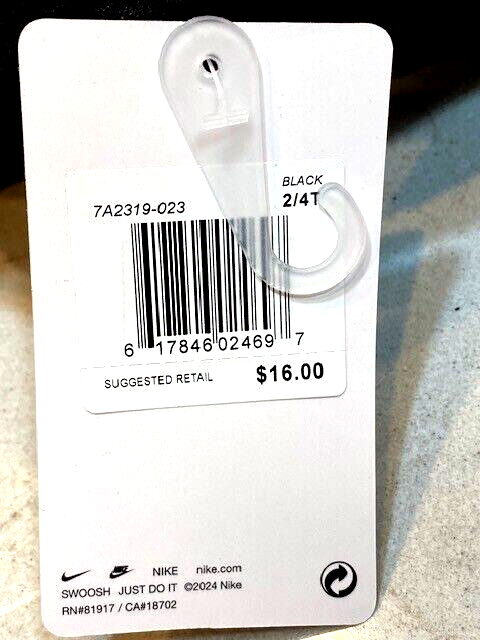 BLACK
7A2319-023 2/4T
6 17846 02469 7
SUGGESTED RETAIL $16.00
NIKE nike.com
SWOOSH JUST DO IT ©2024 Nike
RN#81917 / CA#18702